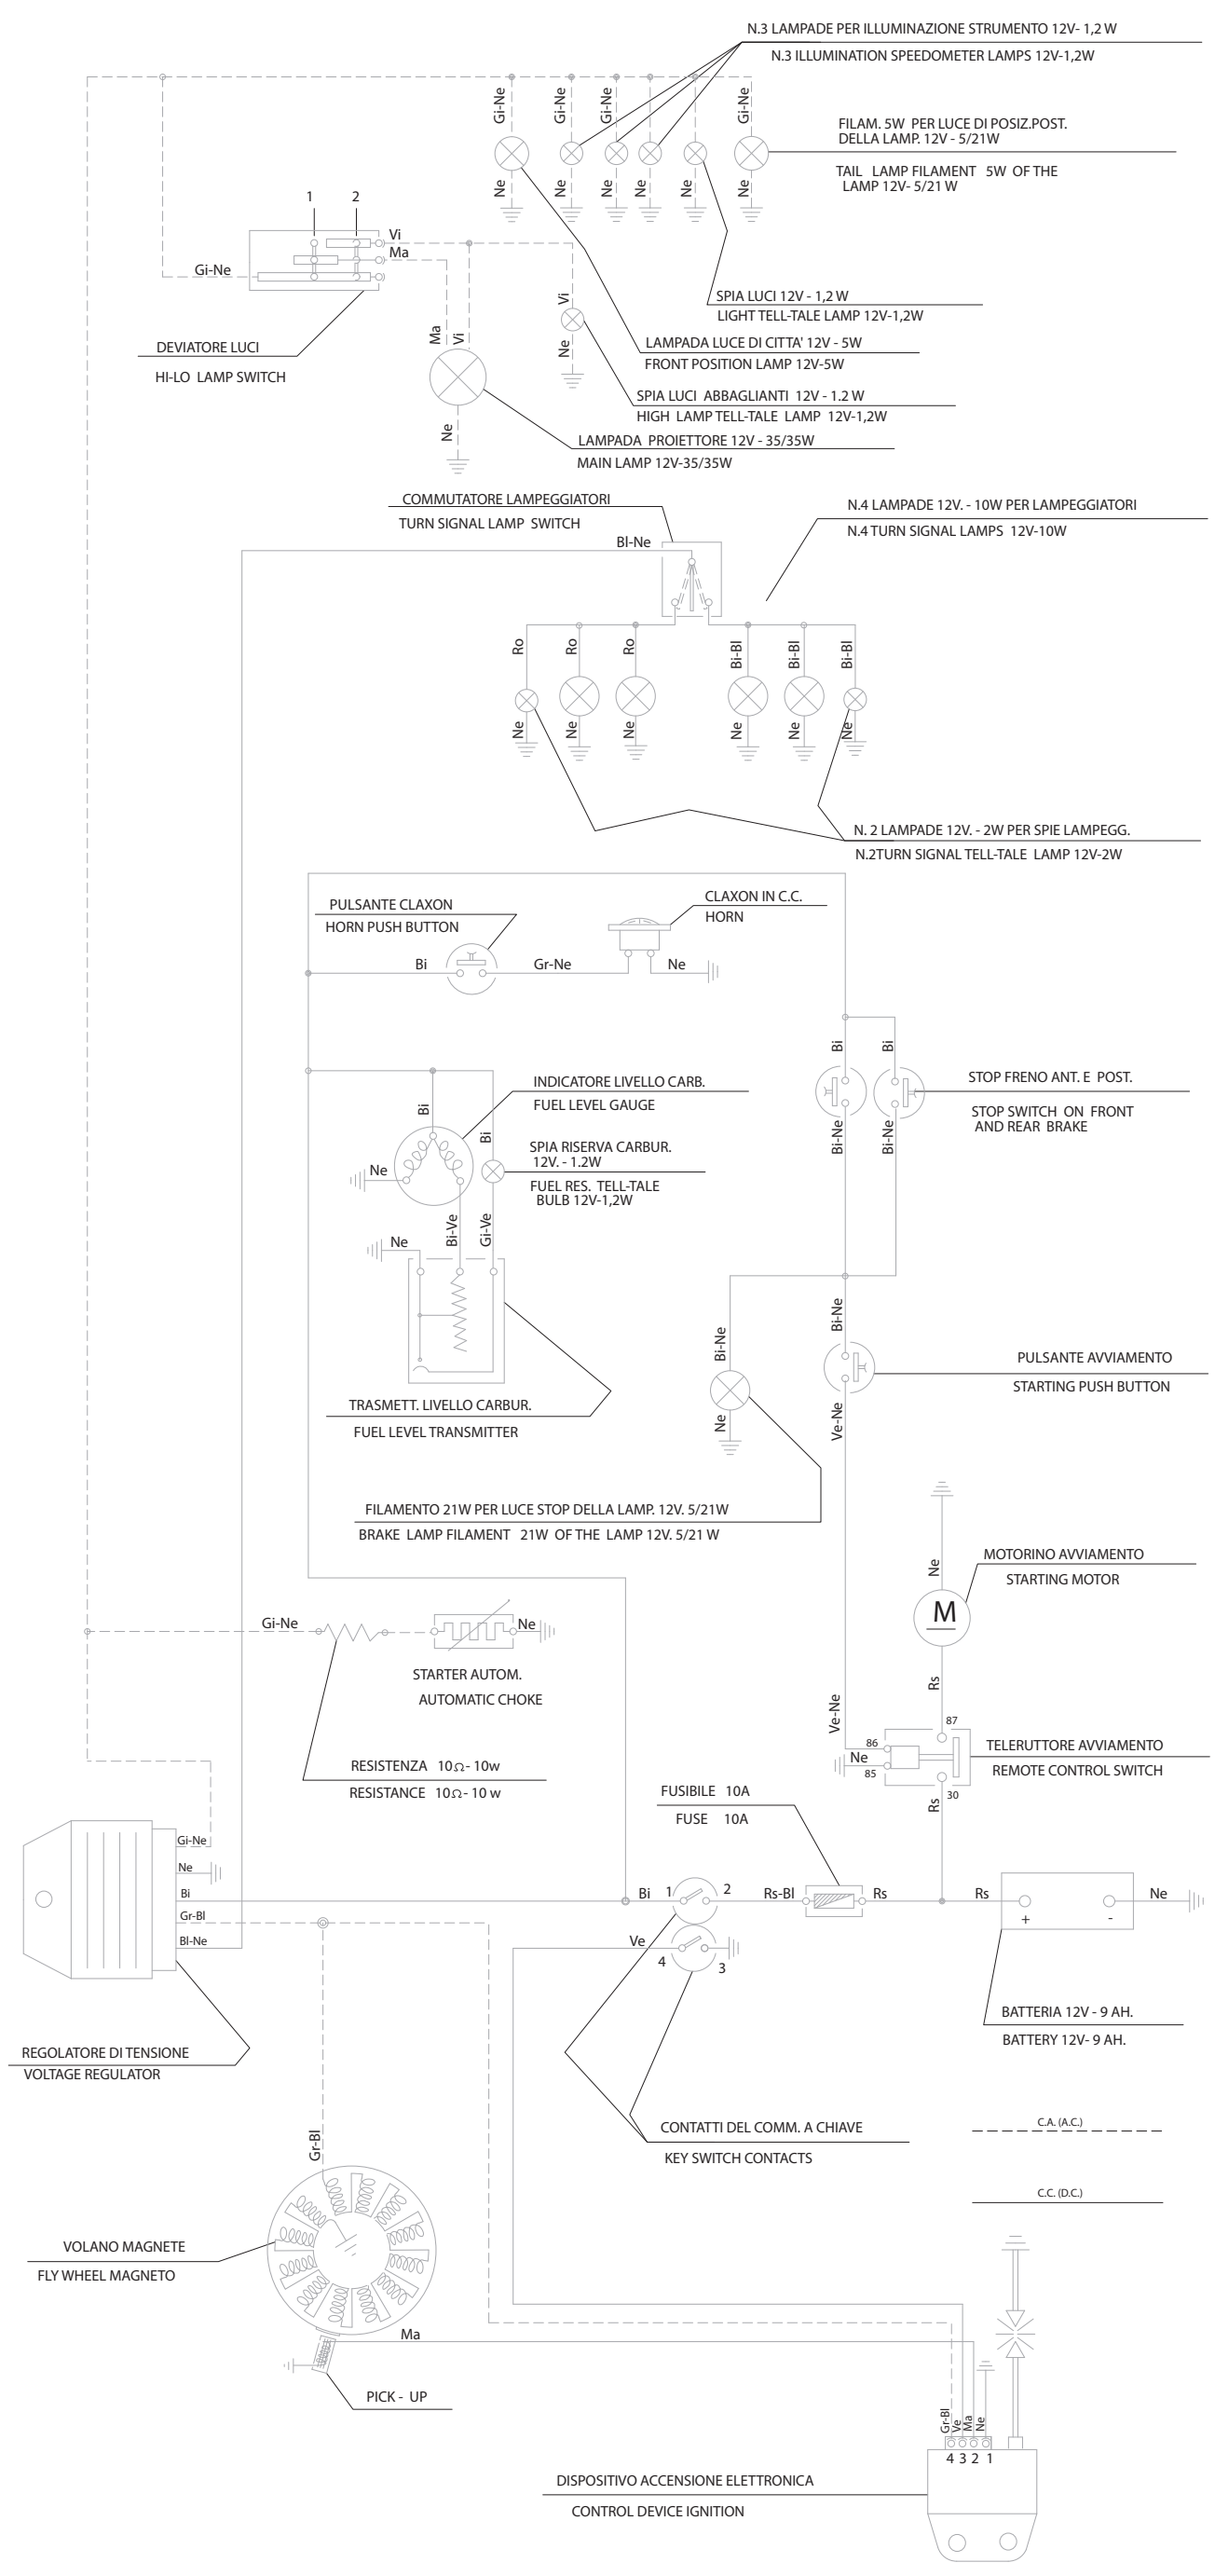 N.3 LAMPADE PER ILLUMINAZIONE STRUMENTO 12V- 1,2 W
N.3 ILLUMINATION SPEEDOMETER LAMPS 12V-1,2W
Gi-Ne
Gi-Ne
Gi-Ne
Gi-Ne
FILAM. 5W PER LUCE DI POSIZ.POST.
DELLA LAMP. 12V - 5/21W
TAIL LAMP FILAMENT 5W OF THE
LAMP 12V- 5/21 W
Ne
Ne
Ne
Ne
Ne
Ne
1
2
Vi
Ma
Gi-Ne
Vi
Ma
Vi
Ne
Ne
SPIA LUCI 12V - 1,2 W
LIGHT TELL-TALE LAMP 12V-1,2W
DEVIATORE LUCI
HI-LO LAMP SWITCH
LAMPADA LUCE DI CITTA' 12V - 5W
FRONT POSITION LAMP 12V-5W
SPIA LUCI ABBAGLIANTI 12V - 1.2 W
HIGH LAMP TELL-TALE LAMP 12V-1,2W
LAMPADA PROIETTORE 12V - 35/35W
MAIN LAMP 12V-35/35W
COMMUTATORE LAMPEGGIATORI
TURN SIGNAL LAMP SWITCH
N.4 LAMPADE 12V. - 10W PER LAMPEGGIATORI
N.4 TURN SIGNAL LAMPS 12V-10W
Bl-Ne
Ro
Ro
Ro
Bi-Bl
Bi-Bl
Bi-Bl
Ne
Ne
Ne
Ne
Ne
Ne
N. 2 LAMPADE 12V. - 2W PER SPIE LAMPEGG.
N.2TURN SIGNAL TELL-TALE LAMP 12V-2W
PULSANTE CLAXON
HORN PUSH BUTTON
CLAXON IN C.C.
HORN
Bi
Gr-Ne
Ne
Bi
Bi
INDICATORE LIVELLO CARB.
FUEL LEVEL GAUGE
STOP FRENO ANT. E POST.
STOP SWITCH ON FRONT
AND REAR BRAKE
Bi
Bi
Bi-Ne
Bi-Ne
SPIA RISERVA CARBUR.
12V. - 1.2W
FUEL RES. TELL-TALE
BULB 12V-1,2W
Ne
Bi-Ve
Gi-Ve
Ne
Bi-Ne
Bi-Ne
PULSANTE AVVIAMENTO
STARTING PUSH BUTTON
TRASMETT. LIVELLO CARBUR.
FUEL LEVEL TRANSMITTER
Ne
Ve-Ne
FILAMENTO 21W PER LUCE STOP DELLA LAMP. 12V. 5/21W
BRAKE LAMP FILAMENT 21W OF THE LAMP 12V. 5/21 W
Ne
MOTORINO AVVIAMENTO
STARTING MOTOR
M
Gi-Ne
Ne
STARTER AUTOM.
AUTOMATIC CHOKE
Rs
Ve-Ne
87
86
Ne
85
30
Rs
TELERUTTORE AVVIAMENTO
REMOTE CONTROL SWITCH
RESISTENZA 10Ω- 10w
RESISTANCE 10Ω- 10 w
FUSIBILE 10A
FUSE 10A
Gi-Ne
Ne
Bi
Gr-Bl
Bl-Ne
Bi
1
2
Rs-Bl
Rs
Rs
+
-
Ne
Ve
4
3
BATTERIA 12V - 9 AH.
BATTERY 12V- 9 AH.
REGOLATORE DI TENSIONE
VOLTAGE REGULATOR
CONTATTI DEL COMM. A CHIAVE
KEY SWITCH CONTACTS
C.A. (A.C.)
C.C. (D.C.)
Gr-Bl
VOLANO MAGNETE
FLY WHEEL MAGNETO
Ma
PICK - UP
Gr-Bl
Ve
Ma
Ne
4 3 2 1
DISPOSITIVO ACCENSIONE ELETTRONICA
CONTROL DEVICE IGNITION